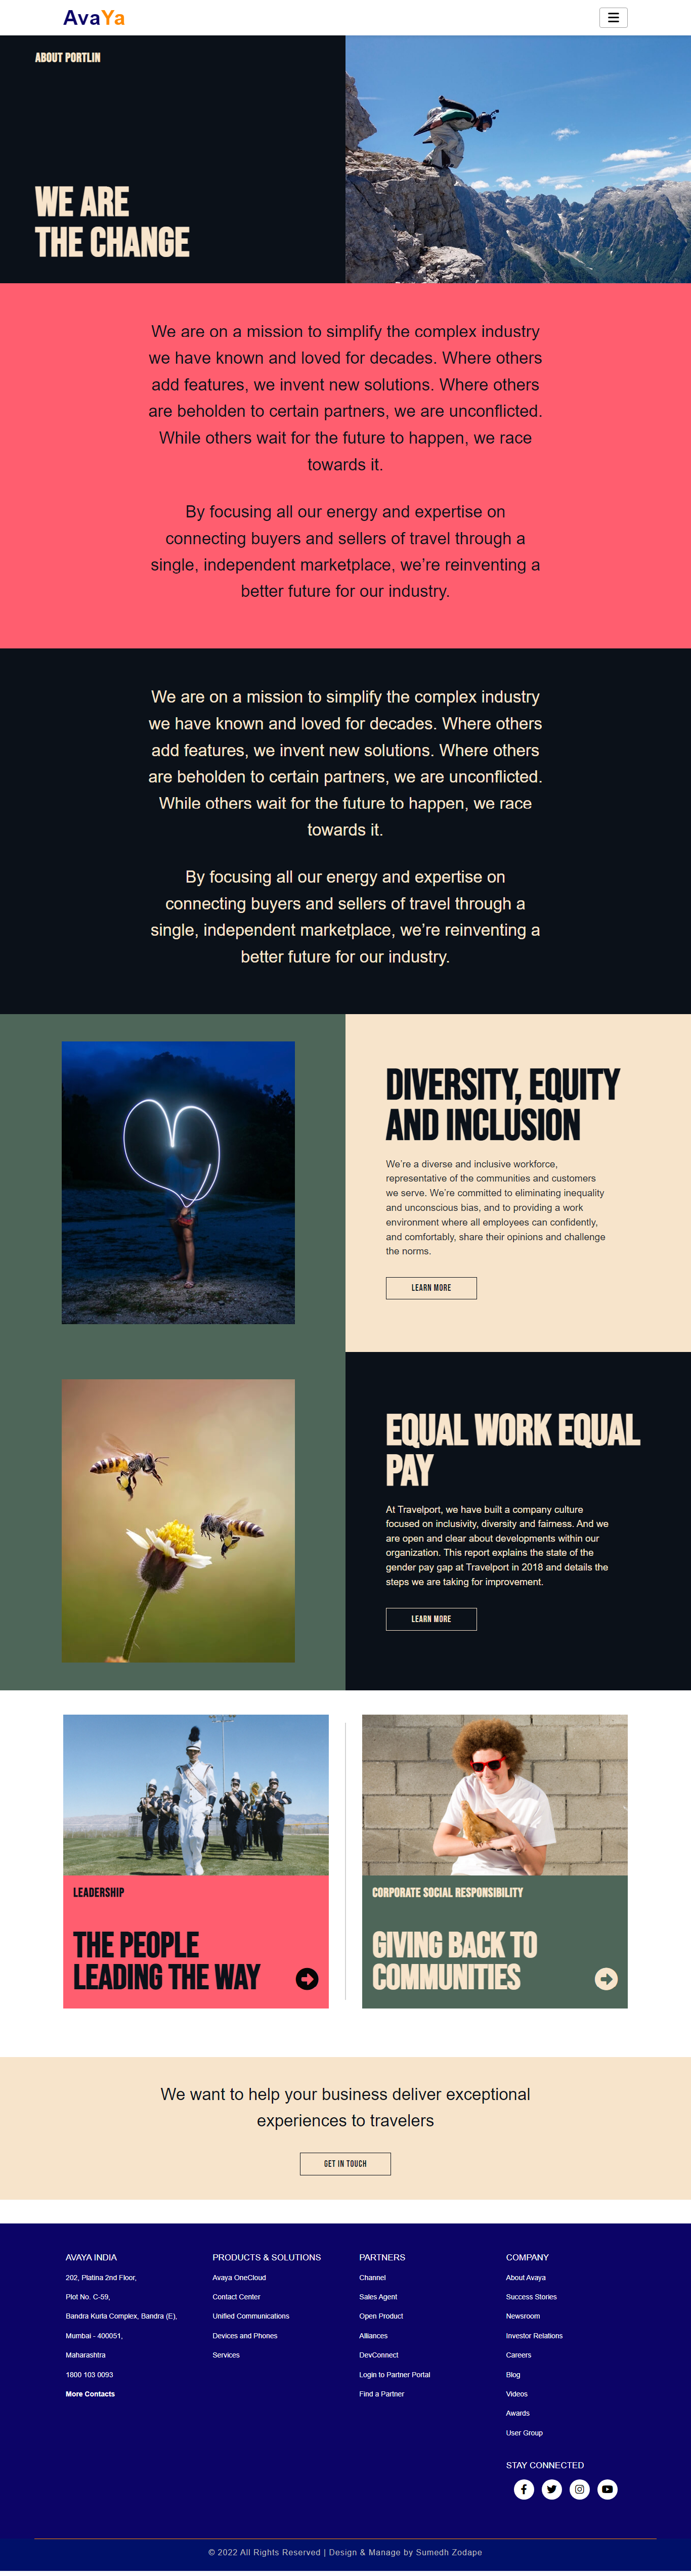 AvaYa
ABOUT PORTLIN
WE ARE
THE CHANGE
We are on a mission to simplify the complex industry
we have known and loved for decades. Where others
add features, we invent new solutions. Where others
are beholden to certain partners, we are unconflicted.
While others wait for the future to happen, we race
towards it.
By focusing all our energy and expertise on
connecting buyers and sellers of travel through a
single, independent marketplace, we’re reinventing a
better future for our industry.
We are on a mission to simplify the complex industry
we have known and loved for decades. Where others
add features, we invent new solutions. Where others
are beholden to certain partners, we are unconflicted.
While others wait for the future to happen, we race
towards it.
By focusing all our energy and expertise on
connecting buyers and sellers of travel through a
single, independent marketplace, we’re reinventing a
better future for our industry.
DIVERSITY, EQUITY
AND INCLUSION
We’re a diverse and inclusive workforce,
representative of the communities and customers
we serve. We’re committed to eliminating inequality
and unconscious bias, and to providing a work
environment where all employees can confidently,
and comfortably, share their opinions and challenge
the norms.
LEARN MORE
EQUAL WORK EQUAL
PAY
At Travelport, we have built a company culture
focused on inclusivity, diversity and fairness. And we
are open and clear about developments within our
organization. This report explains the state of the
gender pay gap at Travelport in 2018 and details the
steps we are taking for improvement.
LEARN MORE
LEADERSHIP
THE PEOPLE
LEADING THE WAY
CORPORATE SOCIAL RESPONSIBILITY
GIVING BACK TO
COMMUNITIES
We want to help your business deliver exceptional
experiences to travelers
GET IN TOUCH
AVAYA INDIA
202, Platina 2nd Floor,
Plot No. C-59,
Bandra Kurla Complex, Bandra (E),
Mumbai - 400051,
Maharashtra
1800 103 0093
More Contacts
PRODUCTS & SOLUTIONS
Avaya OneCloud
Contact Center
Unified Communications
Devices and Phones
Services
PARTNERS
Channel
Sales Agent
Open Product
Alliances
DevConnect
Login to Partner Portal
Find a Partner
COMPANY
About Avaya
Success Stories
Newsroom
Investor Relations
Careers
Blog
Videos
Awards
User Group
STAY CONNECTED
© 2022 All Rights Reserved | Design & Manage by Sumedh Zodape